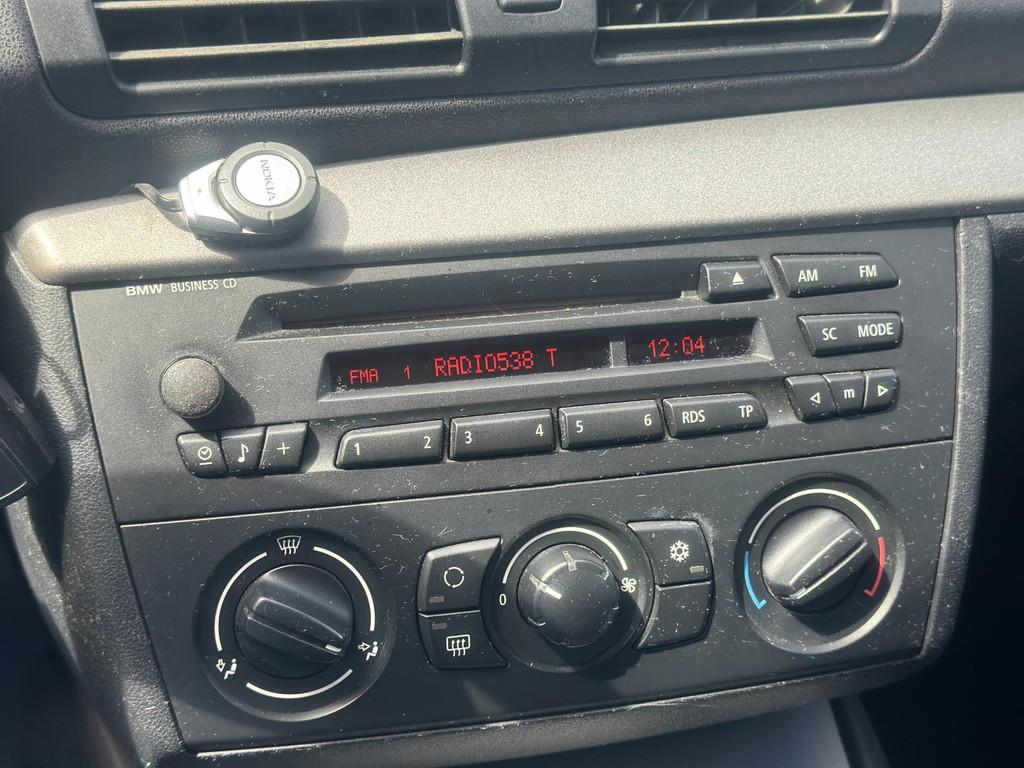 NOKIA
BMW BUSINESS CD
AM FM
SC MODE
FMA 1 RADIO538 T 12:04
m
1 2 3 4 5 6 RDS TP
0